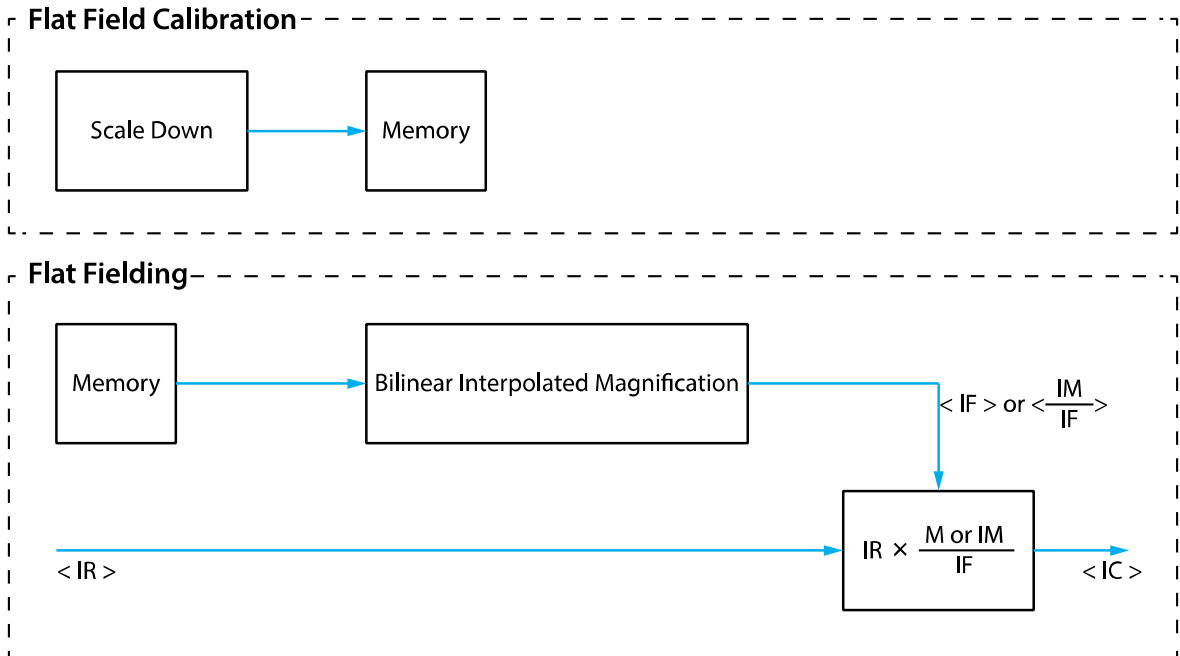 Flat Field Calibration
Scale Down
Memory
Flat Fielding
Memory
Bilinear Interpolated Magnification
< IF > or < IM / IF >
IR × M or IM / IF
< IR >
< IC >